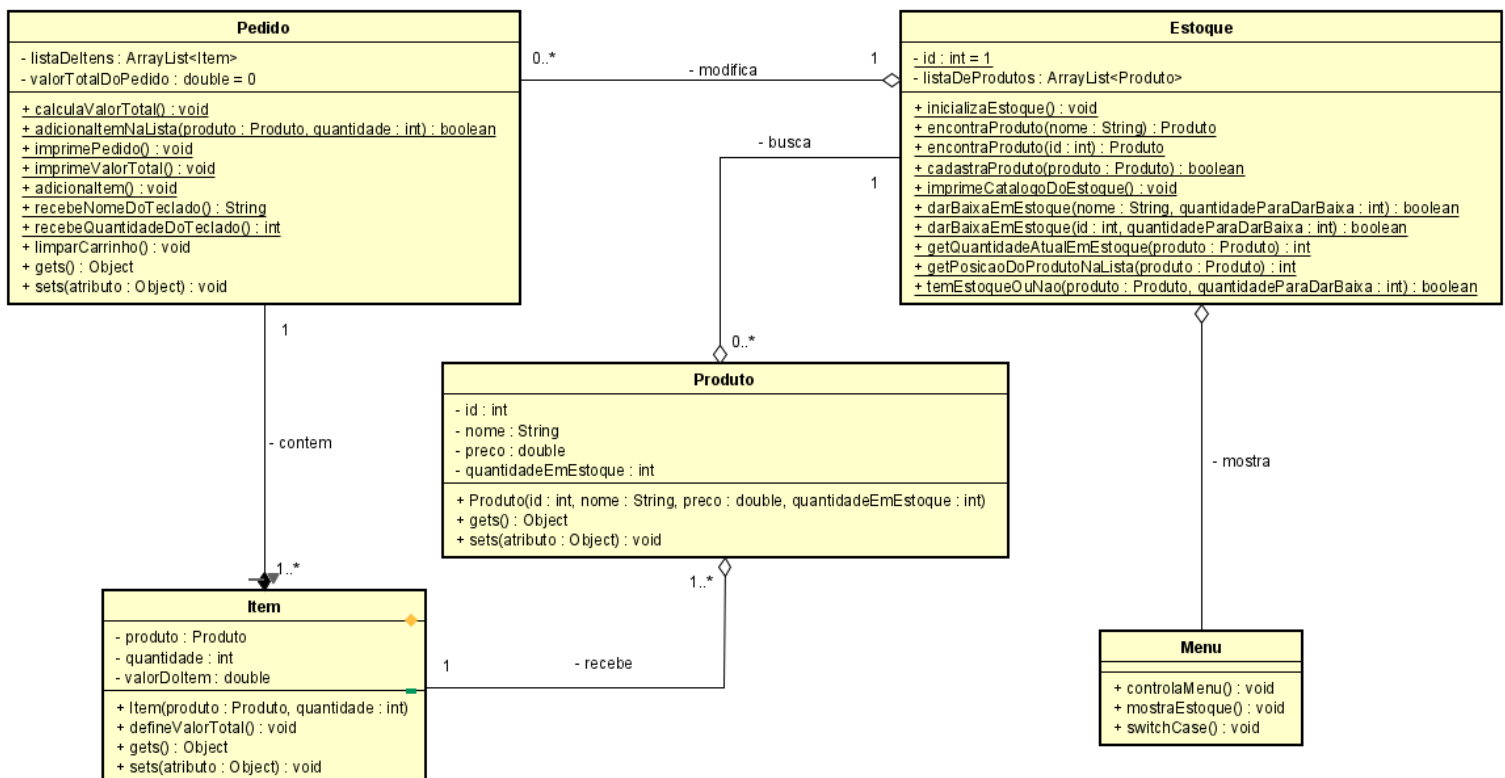 Pedido
- listaDeItens : ArrayList<Item>
- valorTotalDoPedido : double = 0
+ calculaValorTotal() : void
+ adicionaItemNaLista(produto : Produto, quantidade : int) : boolean
+ imprimePedido() : void
+ imprimeValorTotal() : void
+ adicionaItem() : void
+ recebeNomeDoTeclado() : String
+ recebeQuantidadeDoTeclado() : int
+ limparCarrinho() : void
+ gets() : Object
+ sets(atributo : Object) : void
0..*
- modifica
1
Estoque
- id : int = 1
- listaDeProdutos : ArrayList<Produto>
+ inicializaEstoque() : void
+ encontraProduto(nome : String) : Produto
+ encontraProduto(id : int) : Produto
+ cadastraProduto(produto : Produto) : boolean
+ imprimeCatalogoDoEstoque() : void
+ darBaixaEmEstoque(nome : String, quantidadeParaDarBaixa : int) : boolean
+ darBaixaEmEstoque(id : int, quantidadeParaDarBaixa : int) : boolean
+ getQuantidadeAtualEmEstoque(produto : Produto) : int
+ getPosicaoDoProdutoNaLista(produto : Produto) : int
+ temEstoqueOuNao(produto : Produto, quantidadeParaDarBaixa : int) : boolean
- busca
1
0..*
1
- contem
1..*
Produto
- id : int
- nome : String
- preco : double
- quantidadeEmEstoque : int
+ Produto(id : int, nome : String, preco : double, quantidadeEmEstoque : int)
+ gets() : Object
+ sets(atributo : Object) : void
- mostra
1..*
1
- recebe
Item
- produto : Produto
- quantidade : int
- valorDoItem : double
+ Item(produto : Produto, quantidade : int)
+ defineValorTotal() : void
+ gets() : Object
+ sets(atributo : Object) : void
Menu
+ controlaMenu() : void
+ mostraEstoque() : void
+ switchCase() : void